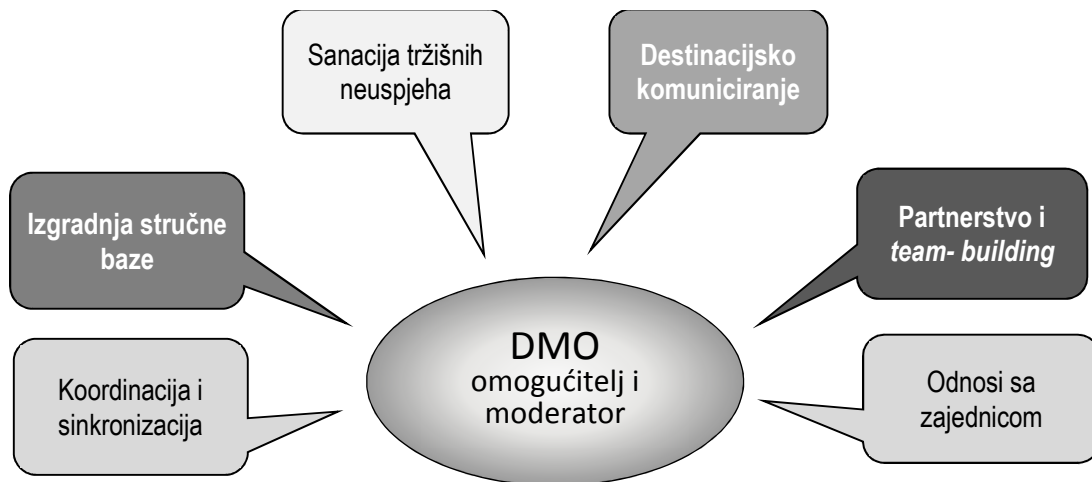 Sanacija tržišnih
neuspjeha
Destinacijsko
komuniciranje
Izgradnja stručne
baze
Partnerstvo i
team- building
DMO
omogućitelj i
moderator
Koordinacija i
sinkronizacija
Odnosi sa
zajednicom